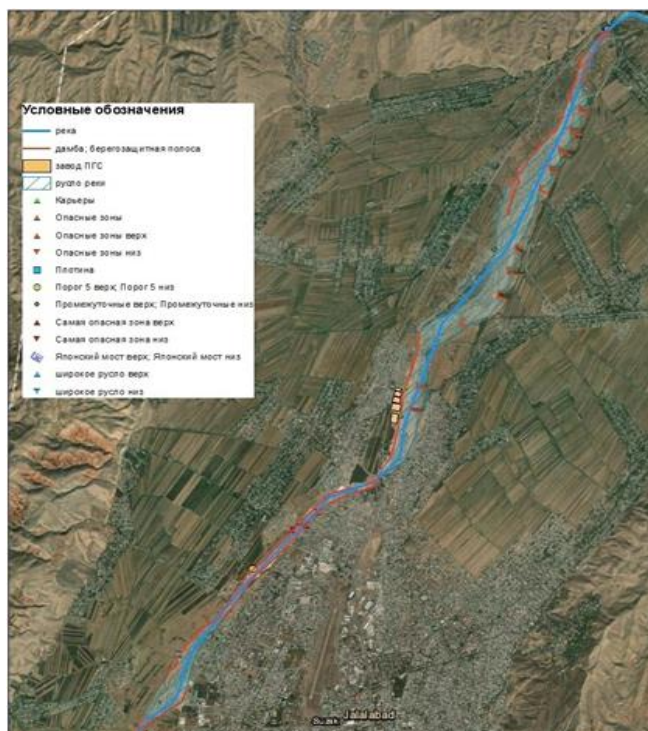 Условные обозначения
река
дамба; берегозащитная полоса
завод ПГС
русло реки
Карьеры
Опасные зоны
Опасные зоны верх
Опасные зоны низ
Плотина
Порог 5 верх; Порог 5 низ
Промежуточные верх; Промежуточные низ
Самая опасная зона верх
Самая опасная зона низ
Японский мост верх; Японский мост низ
широкое русло верх
широкое русло низ
Jalalabad
Suzak